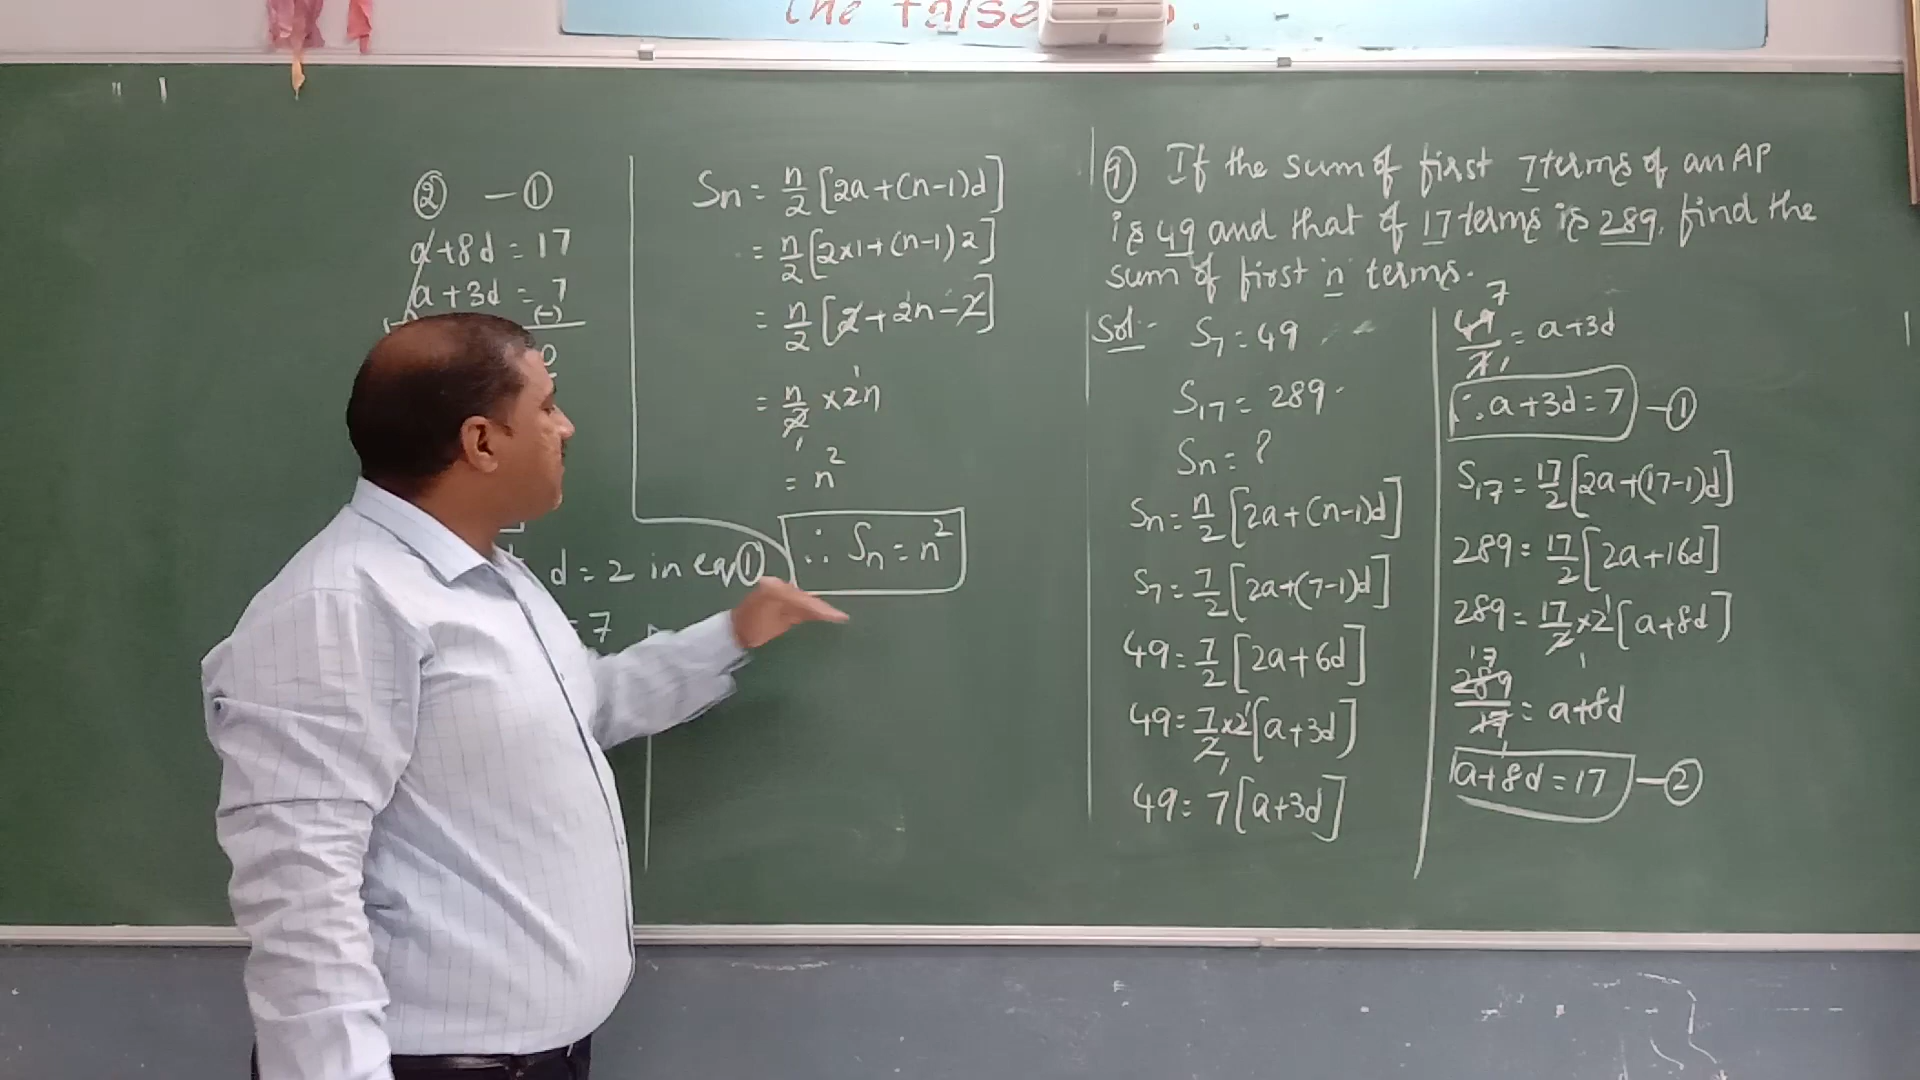 the false
⑨ If the sum of first 7 terms of an AP
is 49 and that of 17 terms is 289, find the
sum of first n terms.
Sol:- S₇ = 49
S₁₇ = 289
Sₙ = ?
Sₙ = n/2 [2a+(n-1)d]
S₇ = 7/2 [2a+(7-1)d]
49 = 7/2 [2a+6d]
49 = 7/2 ×2 [a+3d]
49 = 7[a+3d]
49/7 = a+3d
∴ a+3d = 7 —①
S₁₇ = 17/2 [2a+(17-1)d]
289 = 17/2 [2a+16d]
289 = 17/2 ×2 [a+8d]
289/17 = a+8d
a+8d = 17 —②
② — ①
a+8d = 17
a+3d = 7
(-)
d = 2 in eq ①
= 7
Sₙ = n/2 [2a+(n-1)d]
= n/2 [2×1+(n-1)2]
= n/2 [2+2n-2]
= n/2 ×2n
= n²
∴ Sₙ = n²